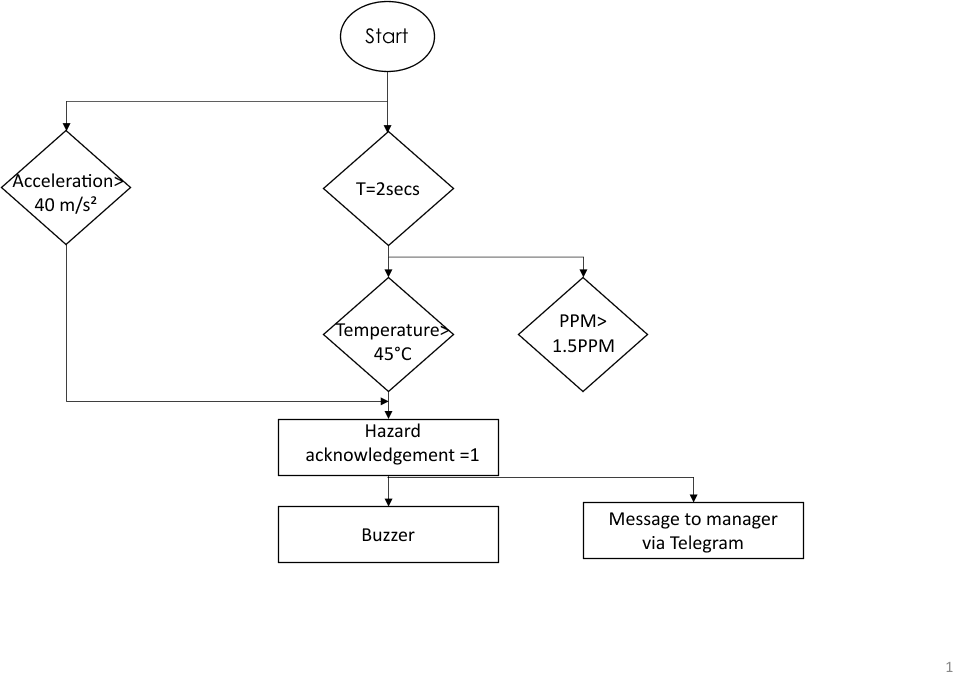 Start
Acceleration>
40 m/s²
T=2secs
Temperature>
45°C
PPM>
1.5PPM
Hazard
acknowledgement =1
Buzzer
Message to manager
via Telegram
1